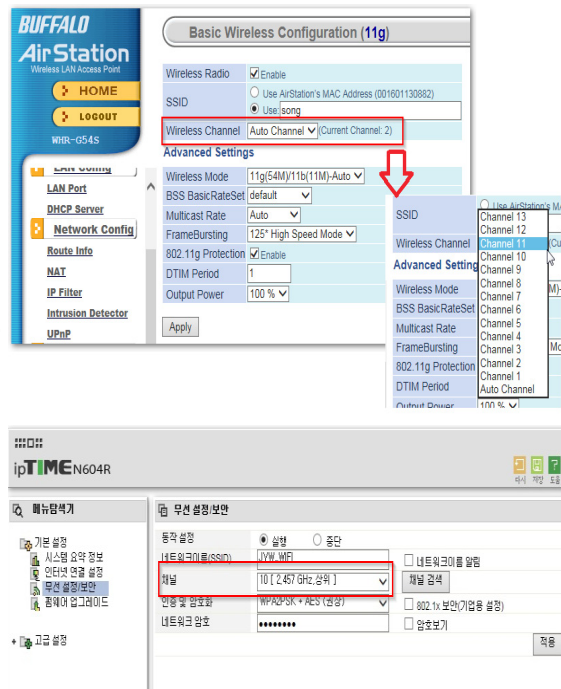 BUFFALO
AirStation
Wireless LAN Access Point
HOME
LOGOUT
WHR-G54S
LAN Config
LAN Port
DHCP Server
Network Config
Route Info
NAT
IP Filter
Intrusion Detector
UPnP
Basic Wireless Configuration (11g)
Wireless Radio Enable
SSID Use AirStation's MAC Address (001601130882)
Use: song
Wireless Channel Auto Channel (Current Channel: 2)
Advanced Settings
Wireless Mode 11g(54M)/11b(11M)-Auto
BSS BasicRateSet default
Multicast Rate Auto
FrameBursting 125* High Speed Mode
802.11g Protection Enable
DTIM Period 1
Output Power 100 %
Apply
Use AirStation's MA
SSID
Wireless Channel
Advanced Setting
Wireless Mode
BSS BasicRateSet
Multicast Rate
FrameBursting
802.11g Protection
DTIM Period
Output Power 100 %
Channel 13
Channel 12
Channel 11 (Cu
Channel 10
Channel 9
Channel 8 M)-
Channel 7
Channel 6
Channel 5
Channel 4
Channel 3 Mo
Channel 2
Channel 1
Auto Channel
ipTIME N604R
다시 저장 도움
메뉴탐색기
기본 설정
시스템 요약 정보
인터넷 연결 설정
무선 설정/보안
펌웨어 업그레이드
고급 설정
무선 설정/보안
동작 설정 실행 중단
네트워크이름(SSID) JYW_WIFI 네트워크이름 알림
채널 10 [ 2,457 GHz,상위 ] 채널 검색
인증 및 암호화 WPA2PSK + AES (권장) 802.1x 보안(기업용 설정)
네트워크 암호 ●●●●●●●● 암호보기
적용